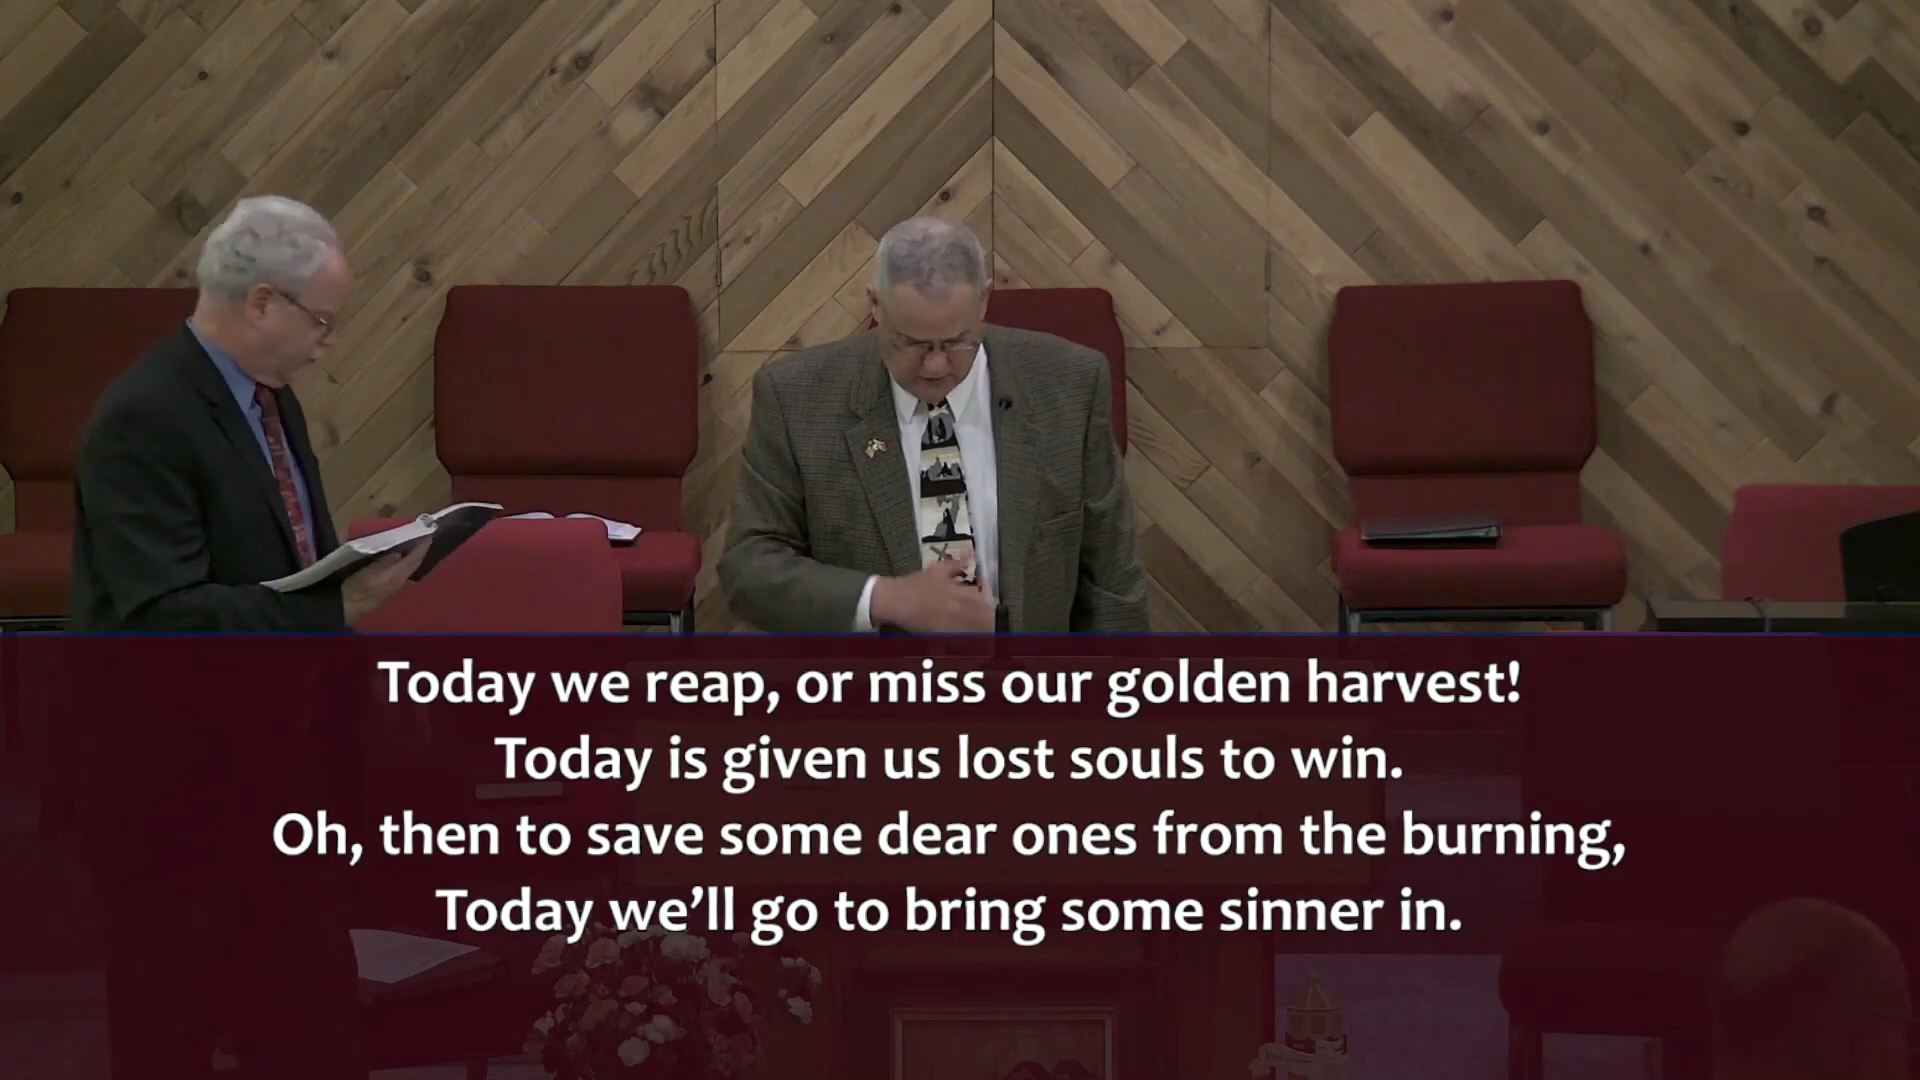 Today we reap, or miss our golden harvest!
Today is given us lost souls to win.
Oh, then to save some dear ones from the burning,
Today we’ll go to bring some sinner in.